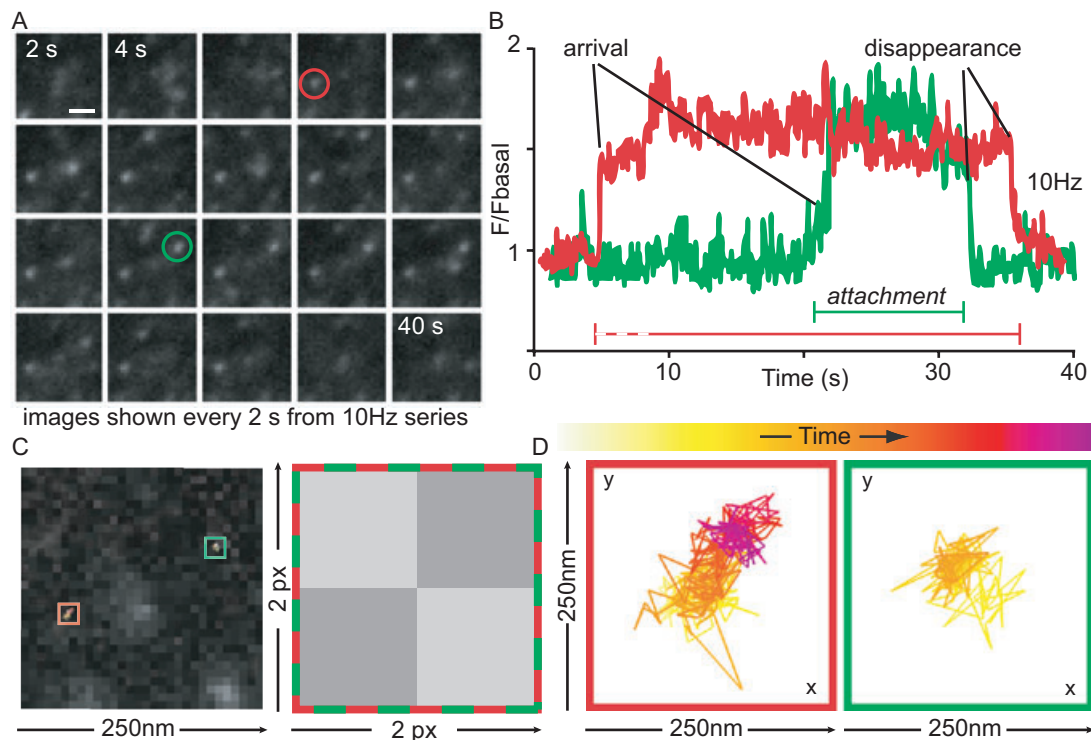 A
2 s
4 s
40 s
images shown every 2 s from 10Hz series
B
arrival
disappearance
2
1
F/Fbasal
10Hz
attachment
0
10
20
30
40
Time (s)
C
250nm
2 px
2 px
D
Time
250nm
y
x
250nm
y
x
250nm